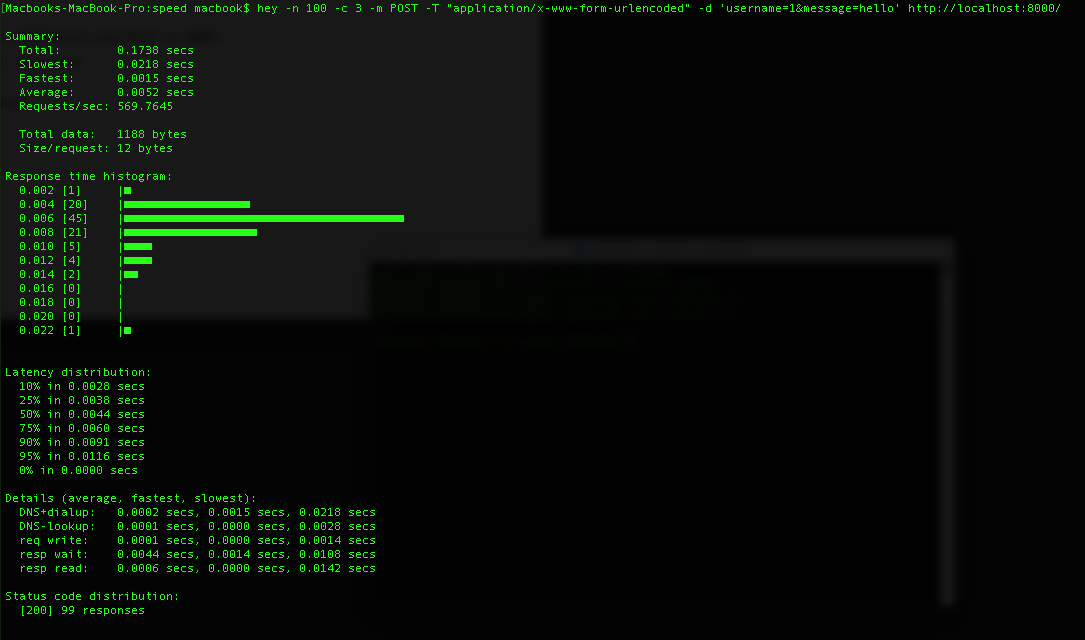 [Macbooks-MacBook-Pro:speed macbook$ hey -n 100 -c 3 -m POST -T "application/x-www-form-urlencoded" -d 'username=1&message=hello' http://localhost:8000/
Summary:
Total: 0.1738 secs
Slowest: 0.0218 secs
Fastest: 0.0015 secs
Average: 0.0052 secs
Requests/sec: 569.7645
Total data: 1188 bytes
Size/request: 12 bytes
Response time histogram:
0.002 [1] |
0.004 [20] |
0.006 [45] |
0.008 [21] |
0.010 [5] |
0.012 [4] |
0.014 [2] |
0.016 [0] |
0.018 [0] |
0.020 [0] |
0.022 [1] |
Latency distribution:
10% in 0.0028 secs
25% in 0.0038 secs
50% in 0.0044 secs
75% in 0.0060 secs
90% in 0.0091 secs
95% in 0.0116 secs
0% in 0.0000 secs
Details (average, fastest, slowest):
DNS+dialup: 0.0002 secs, 0.0015 secs, 0.0218 secs
DNS-lookup: 0.0001 secs, 0.0000 secs, 0.0028 secs
req write: 0.0001 secs, 0.0000 secs, 0.0014 secs
resp wait: 0.0044 secs, 0.0014 secs, 0.0108 secs
resp read: 0.0006 secs, 0.0000 secs, 0.0142 secs
Status code distribution:
[200] 99 responses